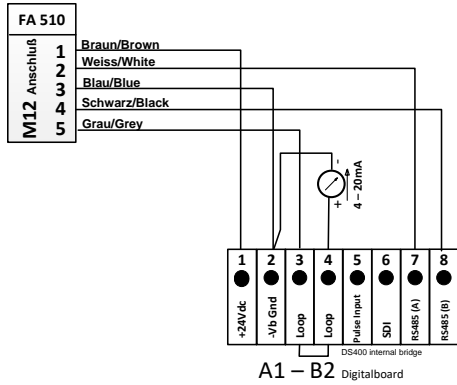 FA 510
M12 Anschluß
1 Braun/Brown
2 Weiss/White
3 Blau/Blue
4 Schwarz/Black
5 Grau/Grey
-
+
4 – 20mA
1 2 3 4 5 6 7 8
+24Vdc
-Vb Gnd
Loop
Loop
Pulse Input
SDI
RS485 (A)
RS485 (B)
DS400 internal bridge
A1 – B2 Digitalboard